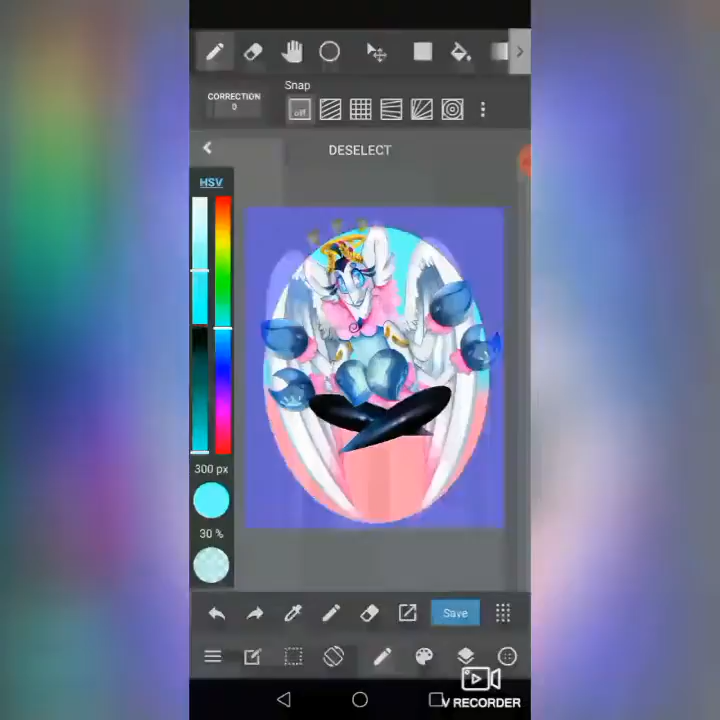 Snap
CORRECTION
0
off
DESELECT
HSV
300 px
30 %
Save
V RECORDER